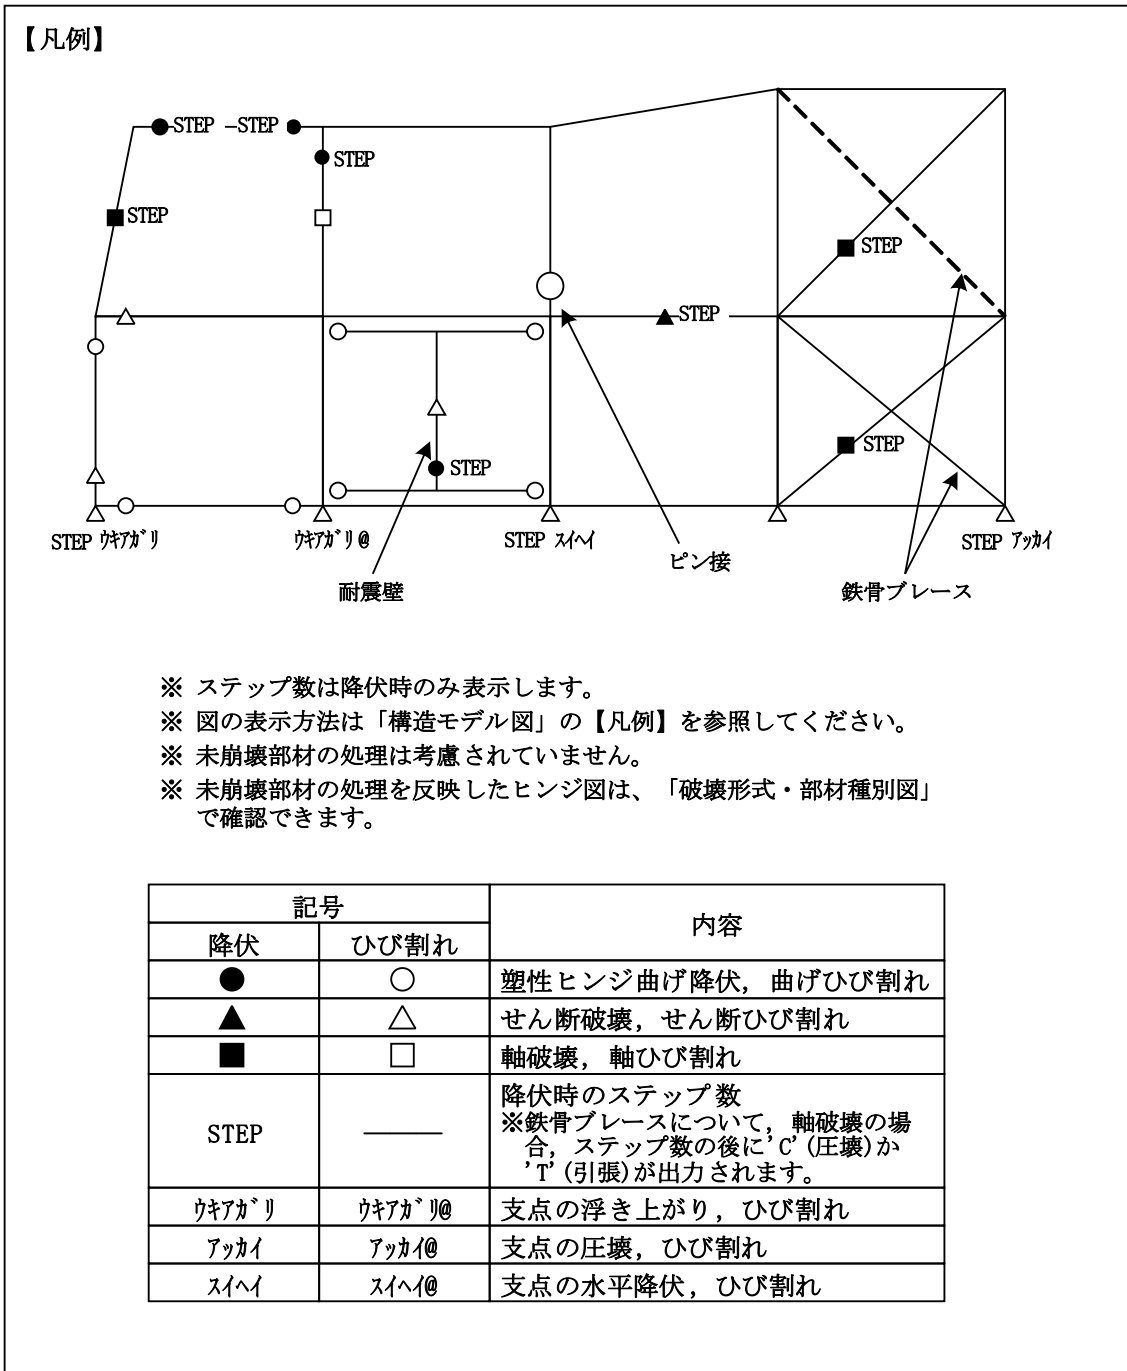 【凡例】
STEP STEP
STEP
STEP
STEP
STEP
STEP
STEP
STEP ｳｷｱｶﾞﾘ ｳｷｱｶﾞﾘ@ STEP ｽｲﾍｲ STEP ｱｯｶｲ
ピン接
耐震壁 鉄骨ブレース
※ ステップ数は降伏時のみ表示します。
※ 図の表示方法は「構造モデル図」の【凡例】を参照してください。
※ 未崩壊部材の処理は考慮されていません。
※ 未崩壊部材の処理を反映したヒンジ図は、「破壊形式・部材種別図」
で確認できます。
記号 内容
降伏 ひび割れ
● ○ 塑性ヒンジ曲げ降伏，曲げひび割れ
▲ △ せん断破壊，せん断ひび割れ
■ □ 軸破壊，軸ひび割れ
降伏時のステップ数
※鉄骨ブレースについて，軸破壊の場
STEP ――― 合，ステップ数の後に'C'(圧壊)か
'T'(引張)が出力されます。
ｳｷｱｶﾞﾘ ｳｷｱｶﾞﾘ@ 支点の浮き上がり，ひび割れ
ｱｯｶｲ ｱｯｶｲ@ 支点の圧壊，ひび割れ
ｽｲﾍｲ ｽｲﾍｲ@ 支点の水平降伏，ひび割れ